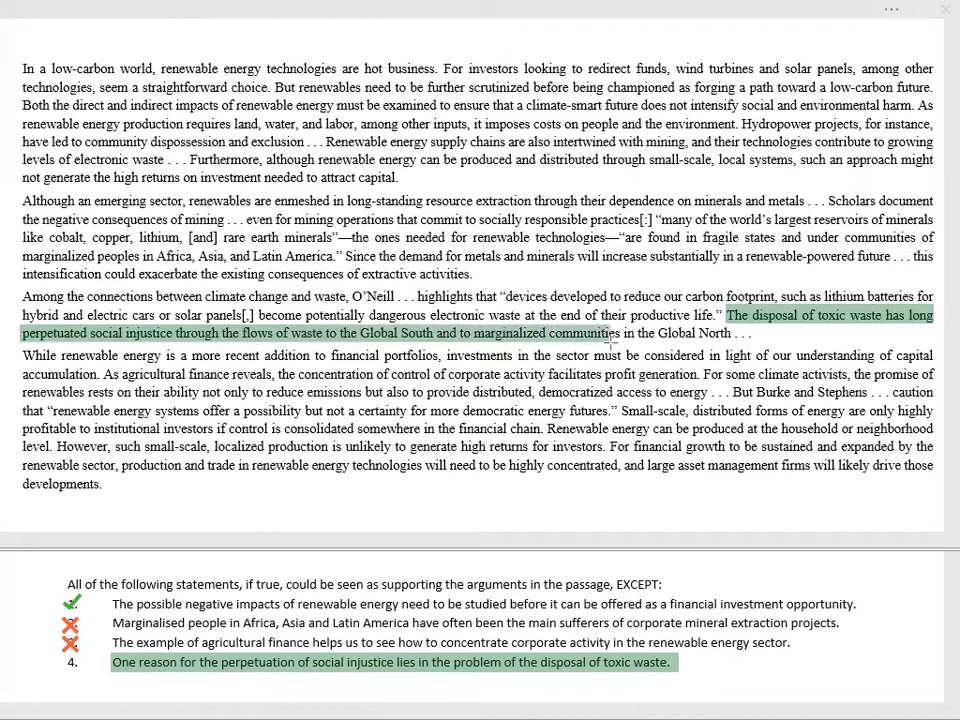 In a low-carbon world, renewable energy technologies are hot business. For investors looking to redirect funds, wind turbines and solar panels, among other
technologies, seem a straightforward choice. But renewables need to be further scrutinized before being championed as forging a path toward a low-carbon future.
Both the direct and indirect impacts of renewable energy must be examined to ensure that a climate-smart future does not intensify social and environmental harm. As
renewable energy production requires land, water, and labor, among other inputs, it imposes costs on people and the environment. Hydropower projects, for instance,
have led to community dispossession and exclusion . . . Renewable energy supply chains are also intertwined with mining, and their technologies contribute to growing
levels of electronic waste . . . Furthermore, although renewable energy can be produced and distributed through small-scale, local systems, such an approach might
not generate the high returns on investment needed to attract capital.
Although an emerging sector, renewables are enmeshed in long-standing resource extraction through their dependence on minerals and metals . . . Scholars document
the negative consequences of mining . . . even for mining operations that commit to socially responsible practices[:] “many of the world’s largest reservoirs of minerals
like cobalt, copper, lithium, [and] rare earth minerals”—the ones needed for renewable technologies—“are found in fragile states and under communities of
marginalized peoples in Africa, Asia, and Latin America.” Since the demand for metals and minerals will increase substantially in a renewable-powered future . . . this
intensification could exacerbate the existing consequences of extractive activities.
Among the connections between climate change and waste, O’Neill . . . highlights that “devices developed to reduce our carbon footprint, such as lithium batteries for
hybrid and electric cars or solar panels[,] become potentially dangerous electronic waste at the end of their productive life.” The disposal of toxic waste has long
perpetuated social injustice through the flows of waste to the Global South and to marginalized communities in the Global North . . .
While renewable energy is a more recent addition to financial portfolios, investments in the sector must be considered in light of our understanding of capital
accumulation. As agricultural finance reveals, the concentration of control of corporate activity facilitates profit generation. For some climate activists, the promise of
renewables rests on their ability not only to reduce emissions but also to provide distributed, democratized access to energy . . . But Burke and Stephens . . . caution
that “renewable energy systems offer a possibility but not a certainty for more democratic energy futures.” Small-scale, distributed forms of energy are only highly
profitable to institutional investors if control is consolidated somewhere in the financial chain. Renewable energy can be produced at the household or neighborhood
level. However, such small-scale, localized production is unlikely to generate high returns for investors. For financial growth to be sustained and expanded by the
renewable sector, production and trade in renewable energy technologies will need to be highly concentrated, and large asset management firms will likely drive those
developments.
All of the following statements, if true, could be seen as supporting the arguments in the passage, EXCEPT:
The possible negative impacts of renewable energy need to be studied before it can be offered as a financial investment opportunity.
Marginalised people in Africa, Asia and Latin America have often been the main sufferers of corporate mineral extraction projects.
The example of agricultural finance helps us to see how to concentrate corporate activity in the renewable energy sector.
4. One reason for the perpetuation of social injustice lies in the problem of the disposal of toxic waste.